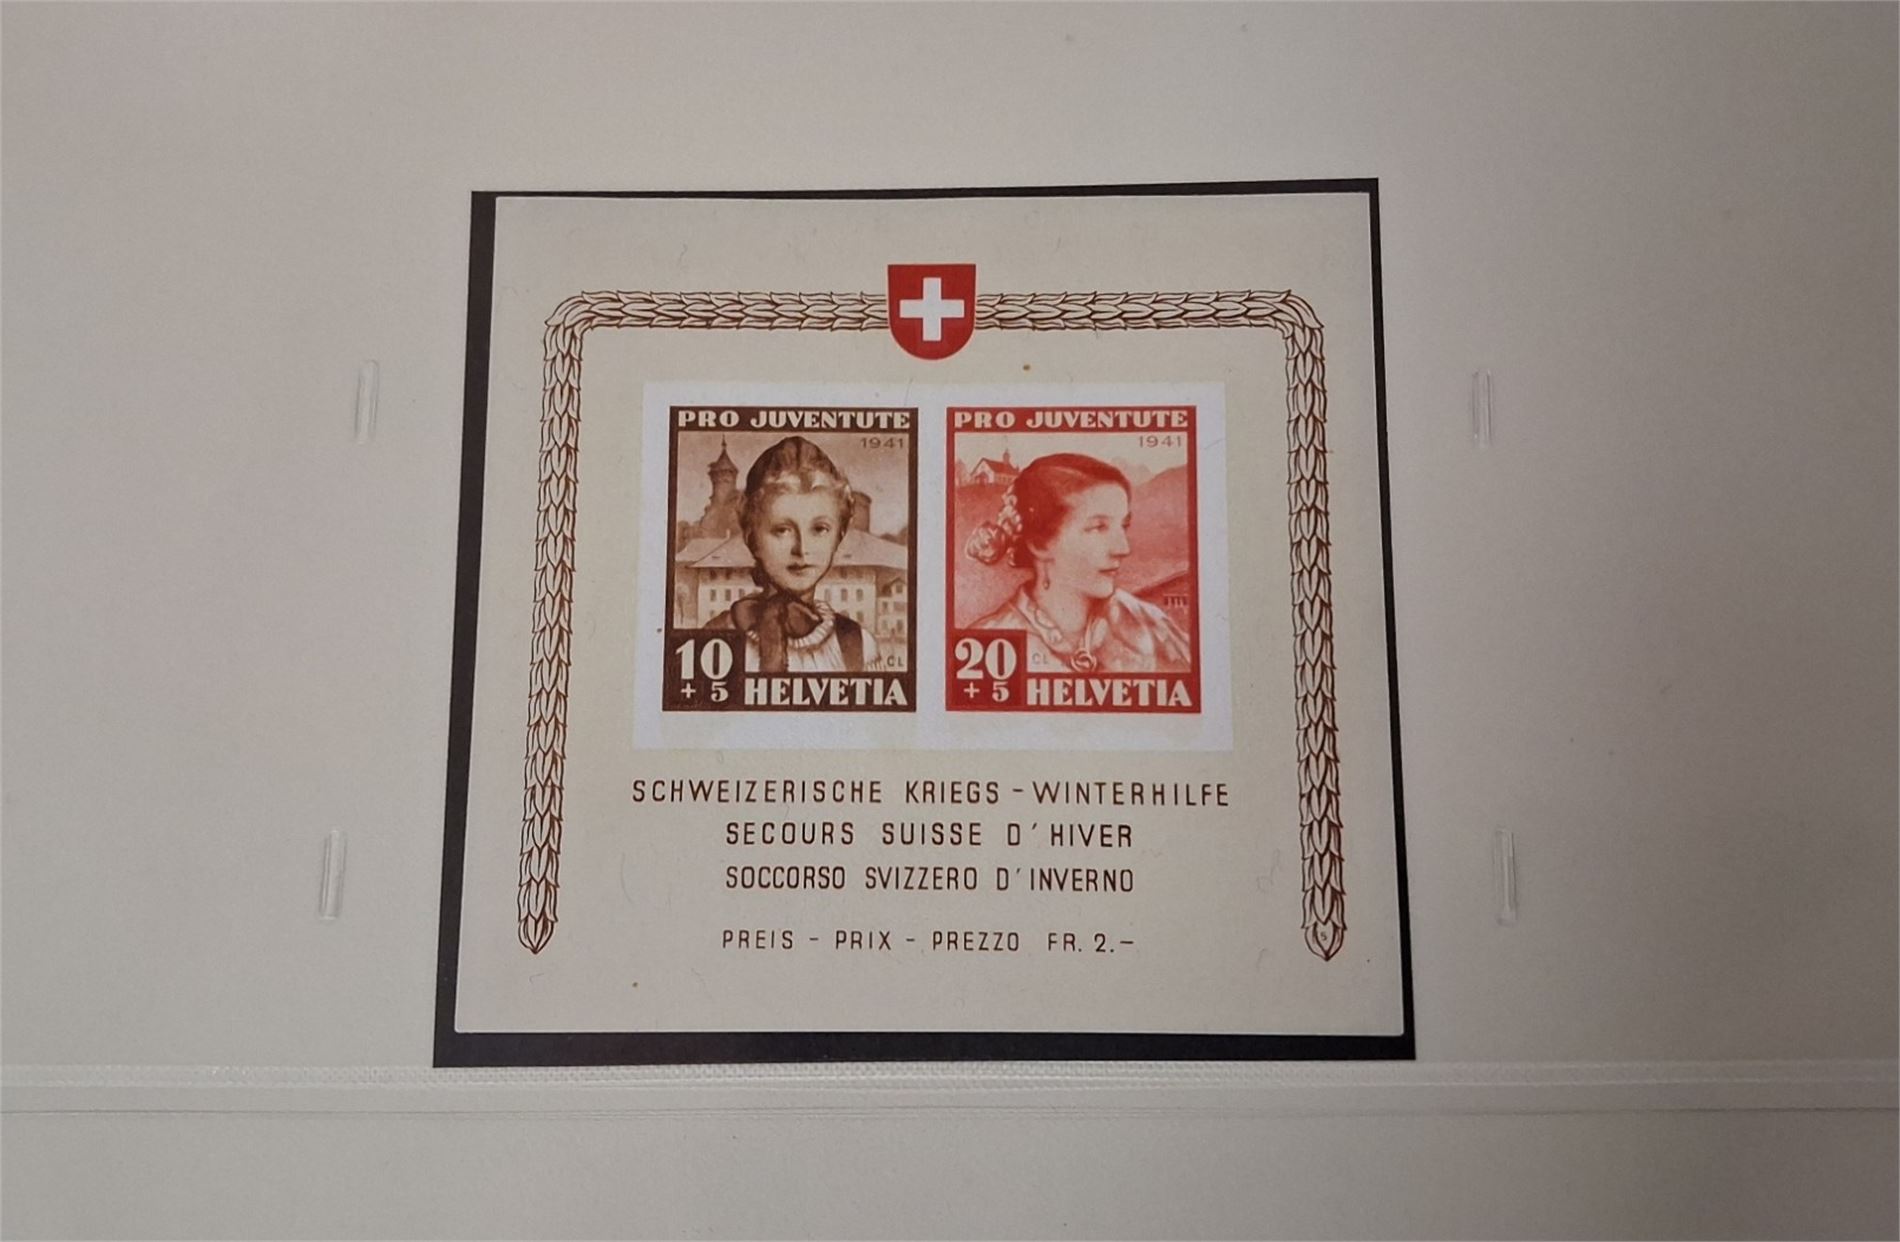 PRO JUVENTUTE
1941
CL
10
+ 5 HELVETIA
PRO JUVENTUTE
1941
CL
20
+ 5 HELVETIA
SCHWEIZERISCHE KRIEGS - WINTERHILFE
SECOURS SUISSE D'HIVER
SOCCORSO SVIZZERO D'INVERNO
PREIS - PRIX - PREZZO FR. 2.-
S